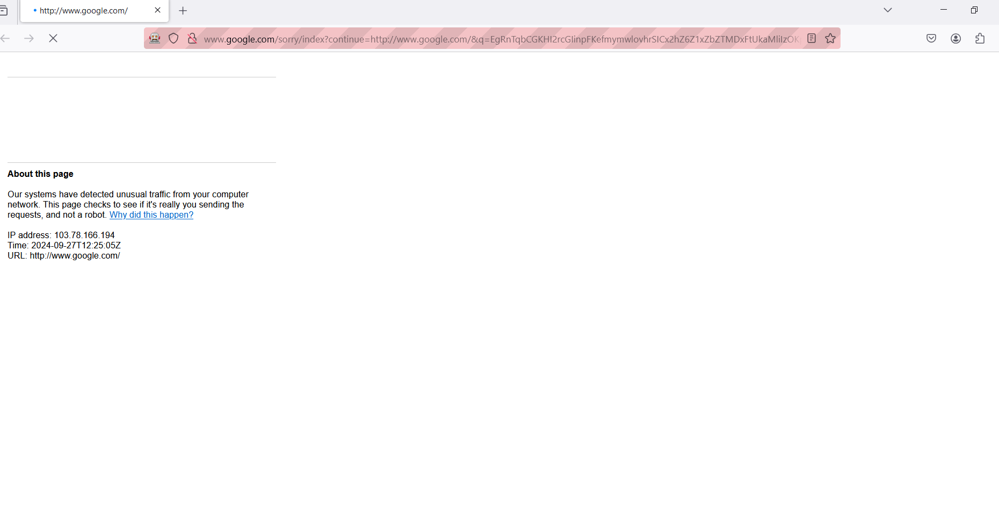 http://www.google.com/
www.google.com/sorry/index?continue=http://www.google.com/&q=
About this page
Our systems have detected unusual traffic from your computer
network. This page checks to see if it's really you sending the
requests, and not a robot. Why did this happen?
IP address: 103.78.166.194
Time: 2024-09-27T12:25:05Z
URL: http://www.google.com/